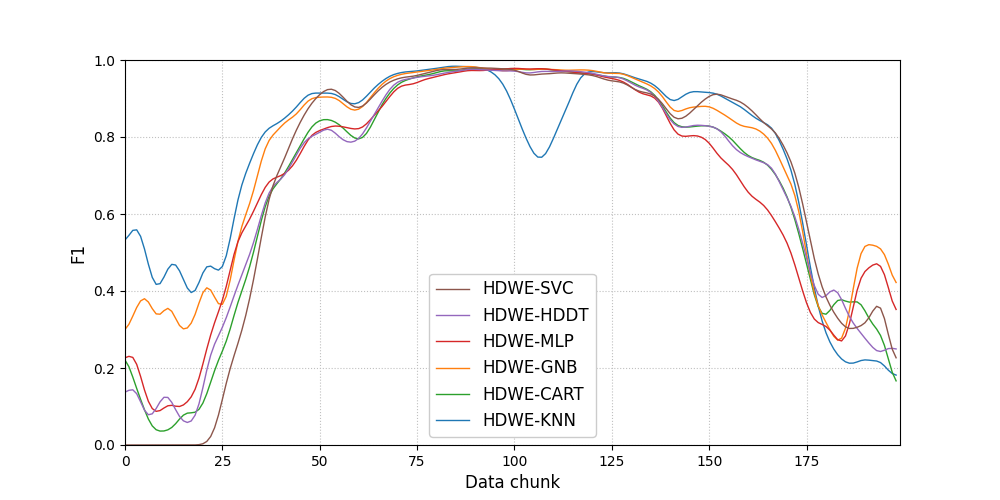 1.0
0.8
0.6
0.4
0.2
0.0
F1
HDWE-SVC
HDWE-HDDT
HDWE-MLP
HDWE-GNB
HDWE-CART
HDWE-KNN
0 25 50 75 100 125 150 175
Data chunk